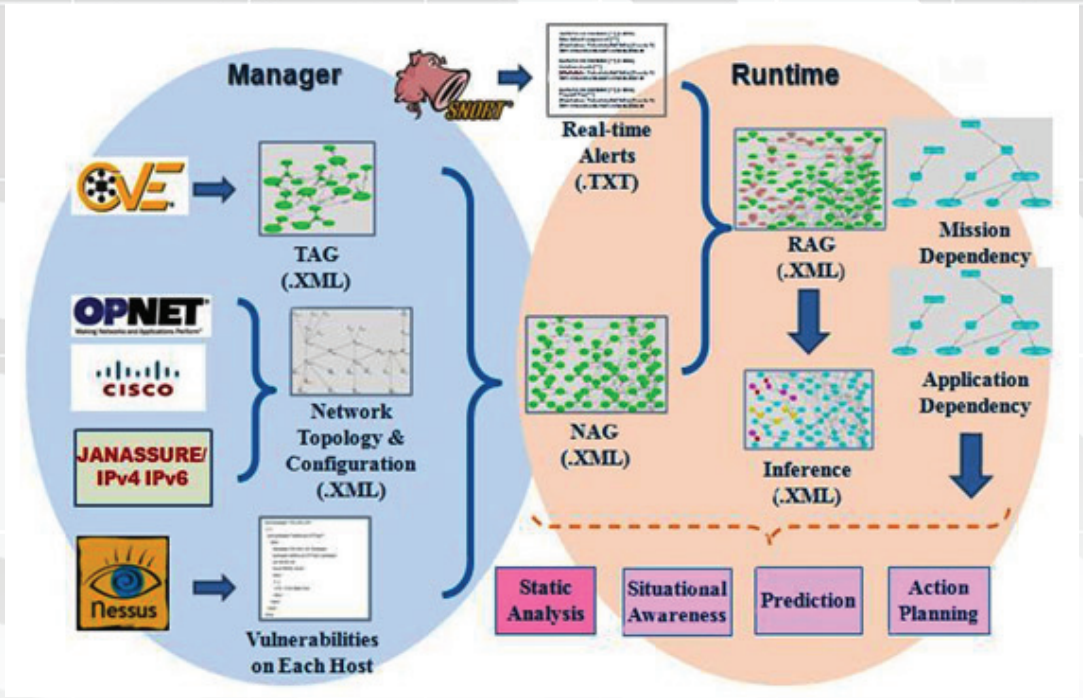 Manager
SNORT
Runtime
Real-time
Alerts
(.TXT)
CVE
TAG
(.XML)
RAG
(.XML)
Mission
Dependency
OPNET
Making Networks and Applications Perform
CISCO
Network
Topology &
Configuration
(.XML)
NAG
(.XML)
Inference
(.XML)
Application
Dependency
JANASSURE/
IPv4 IPv6
Nessus
Vulnerabilities
on Each Host
Static
Analysis
Situational
Awareness
Prediction
Action
Planning